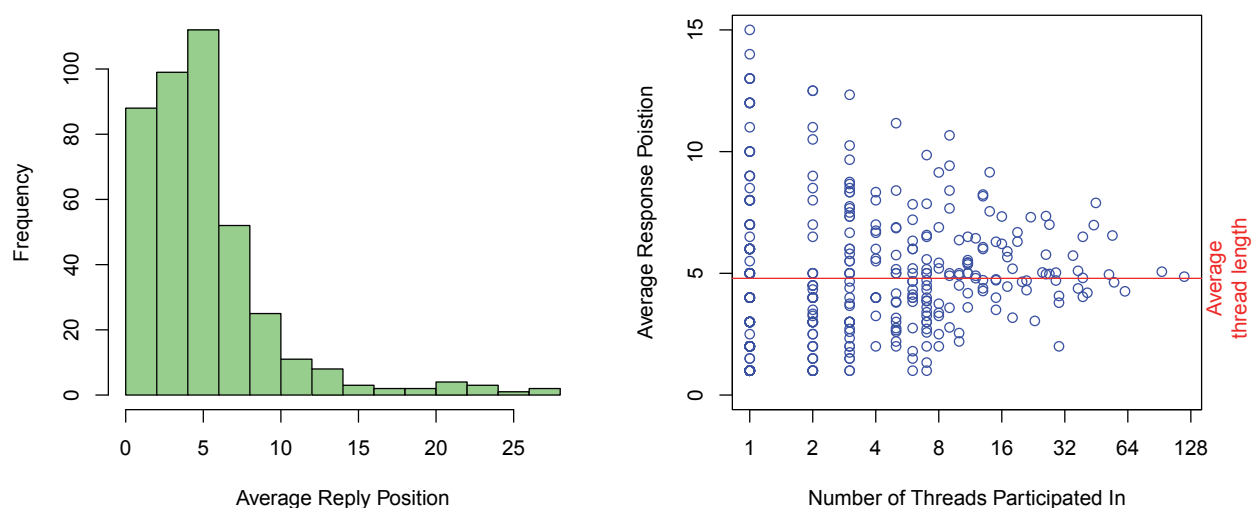 Frequency
100
80
60
40
20
0
0 5 10 15 20 25
Average Reply Position
Average Response Poistion
15
10
5
0
1 2 4 8 16 32 64 128
Number of Threads Participated In
Average
thread length